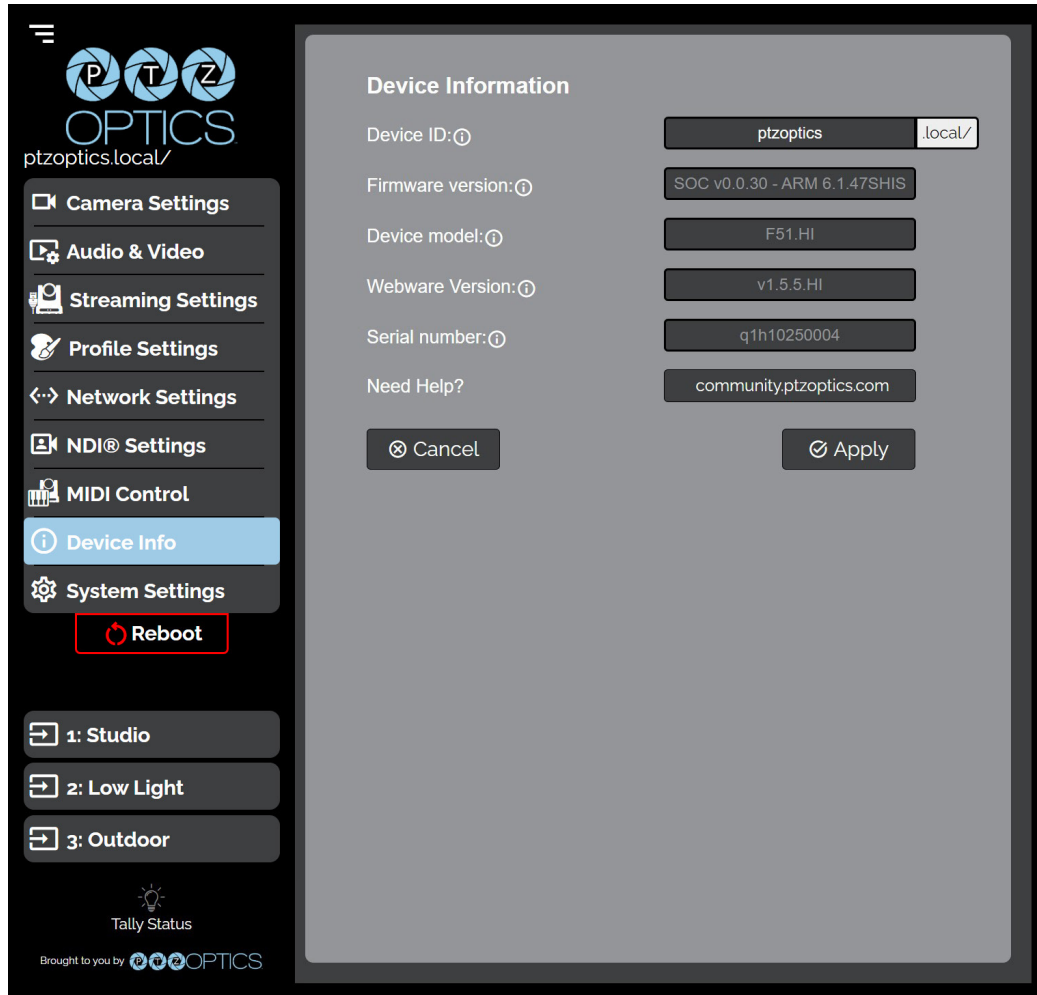 PTZ
OPTICS
ptzoptics.local/
Camera Settings
Audio & Video
Streaming Settings
Profile Settings
Network Settings
NDI® Settings
MIDI Control
Device Info
System Settings
Reboot
1: Studio
2: Low Light
3: Outdoor
Tally Status
Brought to you by PTZOPTICS
Device Information
Device ID: ptzoptics .local/
Firmware version: SOC v0.0.30 - ARM 6.1.47SHIS
Device model: F51.HI
Webware Version: v1.5.5.HI
Serial number: q1h10250004
Need Help? community.ptzoptics.com
Cancel Apply